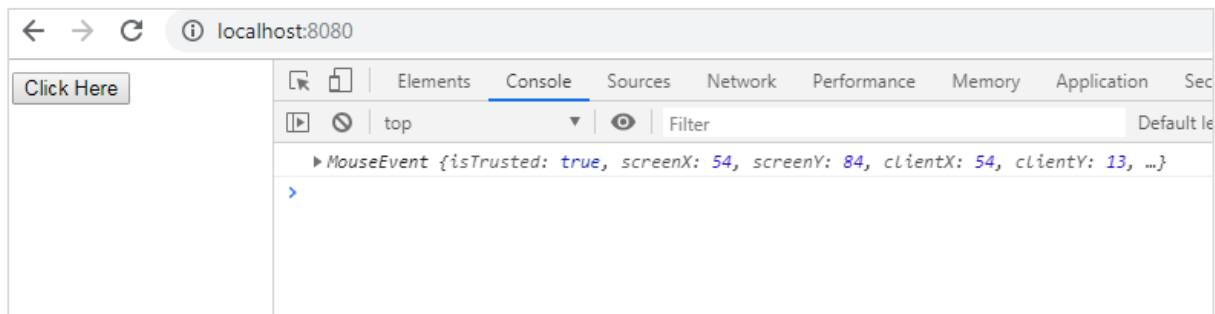 localhost:8080
Click Here
Elements Console Sources Network Performance Memory Application Sec
top Filter Default le
MouseEvent {isTrusted: true, screenX: 54, screenY: 84, clientX: 54, clientY: 13, …}